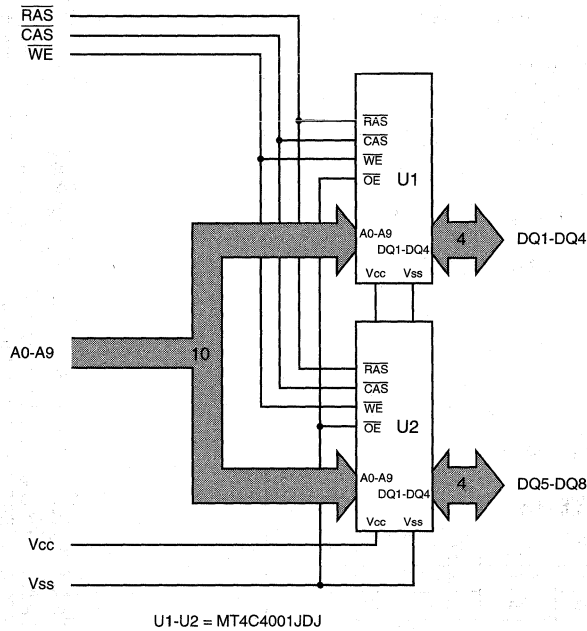 RAS
CAS
WE
RAS
CAS
WE
OE
U1
A0-A9
DQ1-DQ4
Vcc Vss
4
DQ1-DQ4
A0-A9
10
RAS
CAS
WE
OE
U2
A0-A9
DQ1-DQ4
Vcc Vss
4
DQ5-DQ8
Vcc
Vss
U1-U2 = MT4C4001JDJ